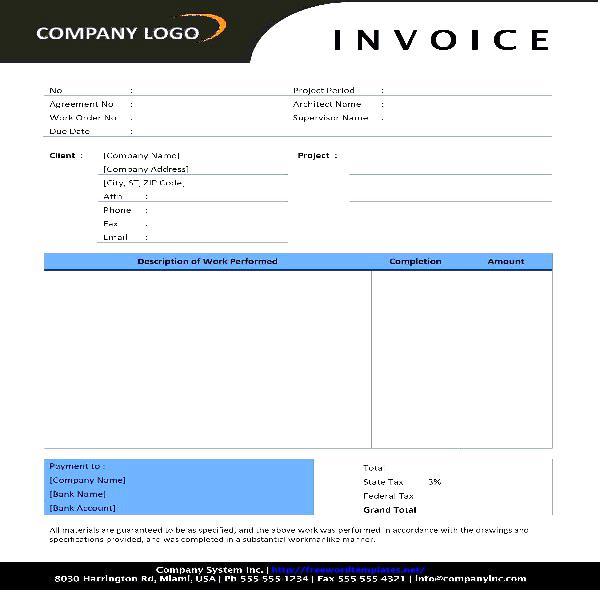 COMPANY LOGO
INVOICE
No :
Project Period :
Agreement No :
Architect Name :
Work Order No :
Supervisor Name :
Due Date :
Client : [Company Name]
Project :
[Company Address]
[City, ST, ZIP Code]
Attn :
Phone :
Fax :
Email :
Description of Work Performed Completion Amount
Payment to :
[Company Name]
[Bank Name]
[Bank Account]
Total
State Tax 3%
Federal Tax
Grand Total
All materials are guaranteed to be as specified, and the above work was performed in accordance with the drawings and
specifications provided, and was completed in a substantial workmanlike manner.
Company System Inc. | http://freewordtemplates.net/
8030 Harrington Rd, Miami, USA | Ph 555 555 1234 | Fax 555 555 4321 | info@companyinc.com